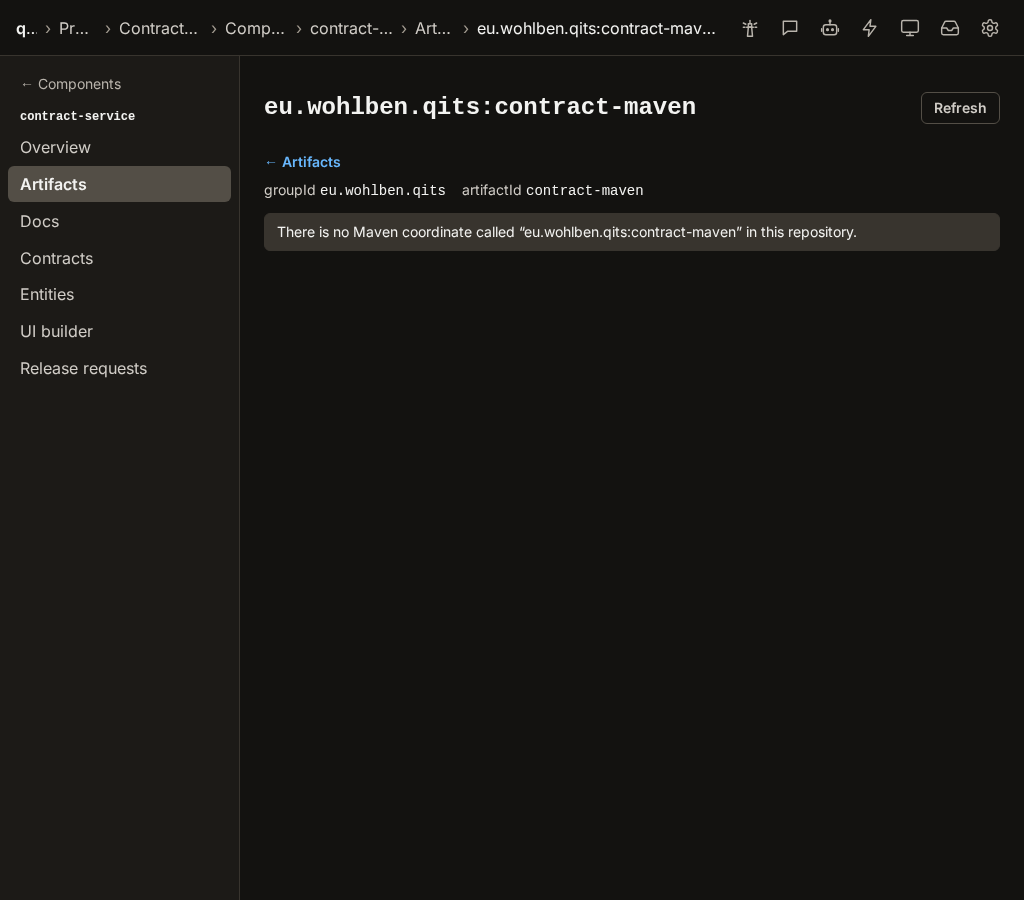 q… › Pr… › Contract… › Comp… › contract-… › Art… › eu.wohlben.qits:contract-mav…
← Components
contract-service
Overview
Artifacts
Docs
Contracts
Entities
UI builder
Release requests
eu.wohlben.qits:contract-maven
Refresh
← Artifacts
groupId eu.wohlben.qits artifactId contract-maven
There is no Maven coordinate called “eu.wohlben.qits:contract-maven” in this repository.